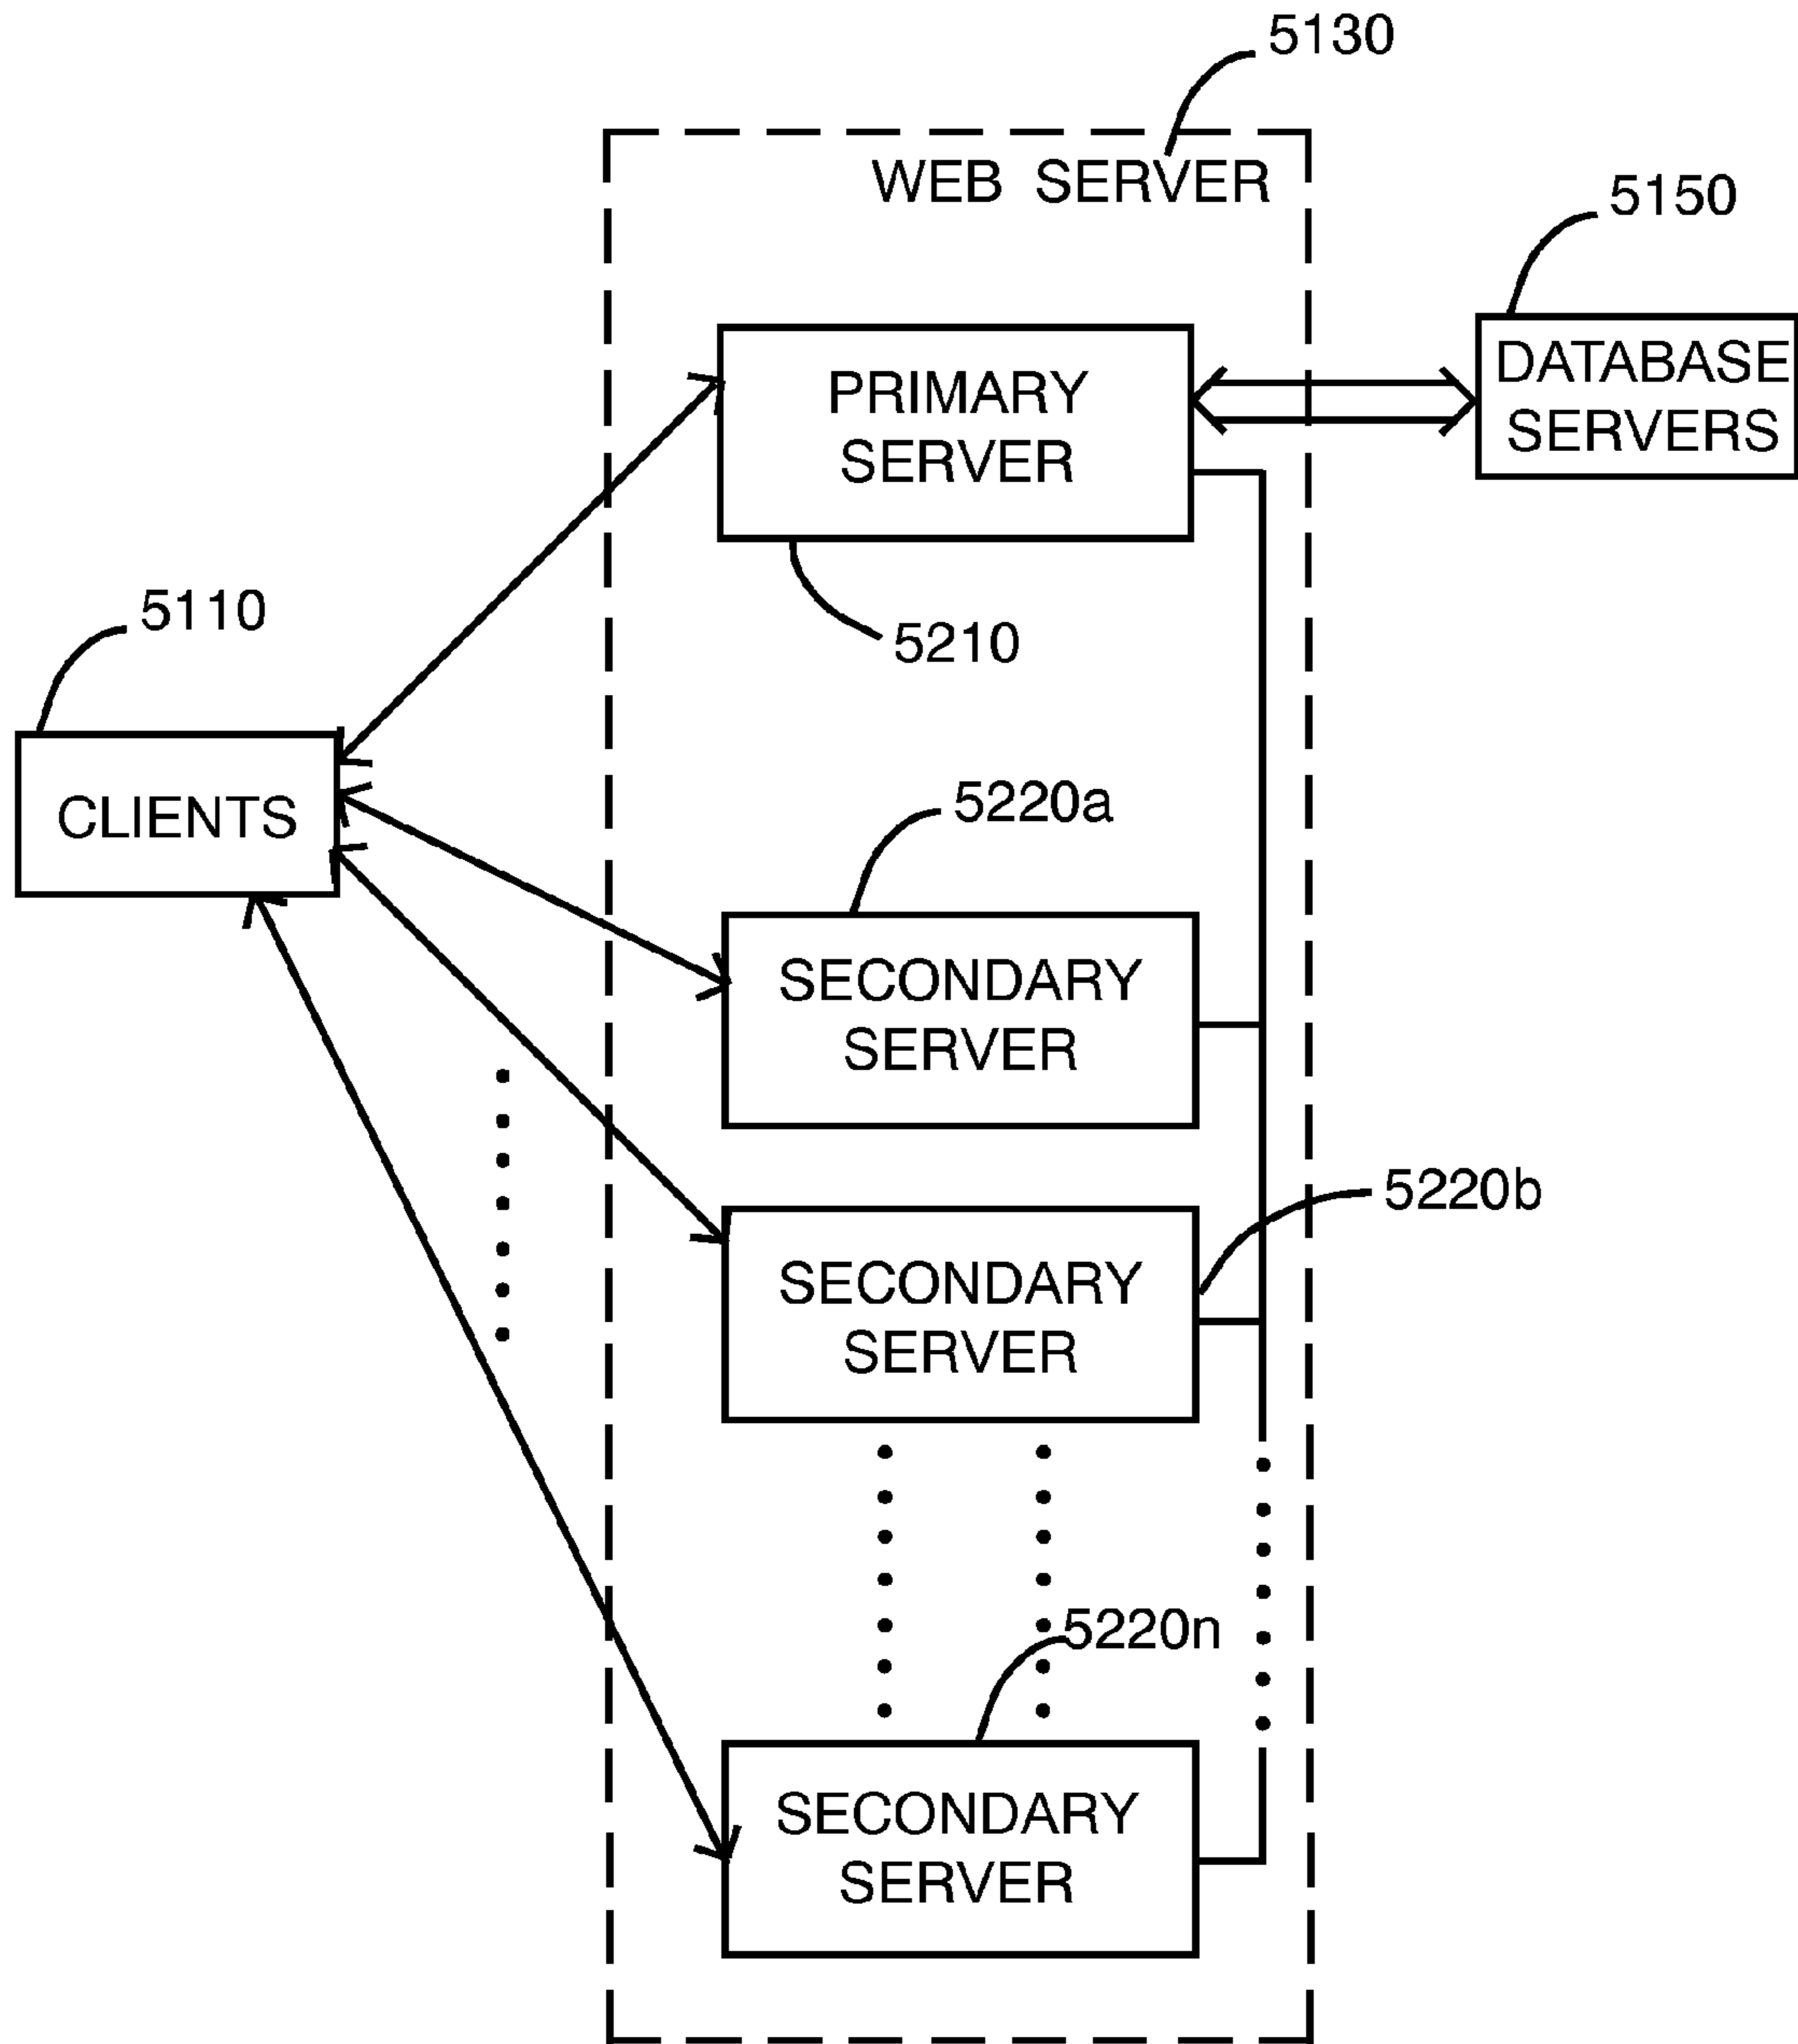 5130
WEB SERVER
5150
DATABASE
SERVERS
PRIMARY
SERVER
5210
5110
CLIENTS
5220a
SECONDARY
SERVER
5220b
SECONDARY
SERVER
5220n
SECONDARY
SERVER